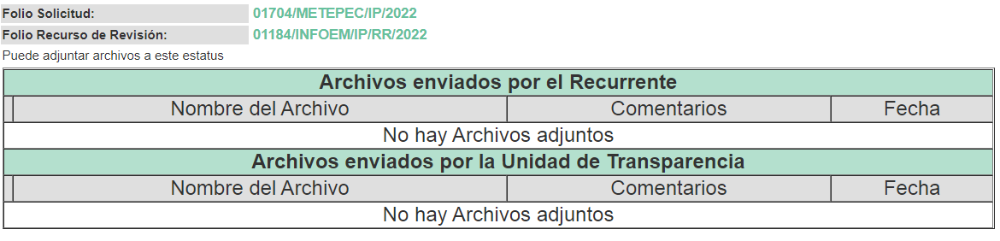 Folio Solicitud: 01704/METEPEC/IP/2022
Folio Recurso de Revisión: 01184/INFOEM/IP/RR/2022
Puede adjuntar archivos a este estatus
Archivos enviados por el Recurrente
Nombre del Archivo Comentarios Fecha
No hay Archivos adjuntos
Archivos enviados por la Unidad de Transparencia
Nombre del Archivo Comentarios Fecha
No hay Archivos adjuntos